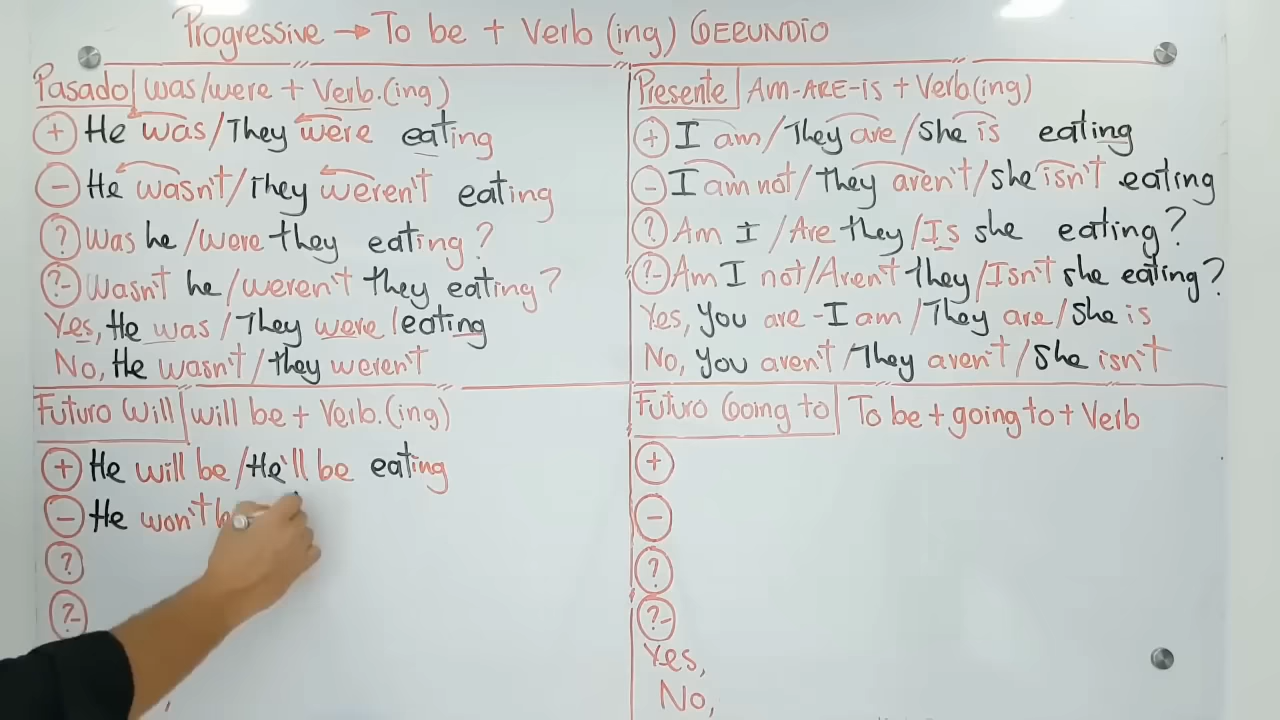 Progressive → To be + Verb (ing) GERUNDIO
Pasado | was/were + Verb.(ing)
(+) He was/They were eating
(-) He wasn't/They weren't eating
(?) Was he/were they eating?
(?-) Wasn't he/weren't they eating?
Yes, He was/They were/eating
No, He wasn't/they weren't
Presente | Am-ARE-is + Verb(ing)
(+) I am/They are/she is eating
(-) I am not/they aren't/she isn't eating
(?) Am I/Are they/Is she eating?
(?-) Am I not/Aren't they/Isn't she eating?
Yes, you are - I am/They are/she is
No, you aren't/They aren't/she isn't
Futuro Will | will be + Verb.(ing)
(+) He will be/He'll be eating
(-) He won't
(?)
(?-)
Futuro Going to | To be + going to + Verb
(+)
(-)
(?)
(?-)
Yes,
No,